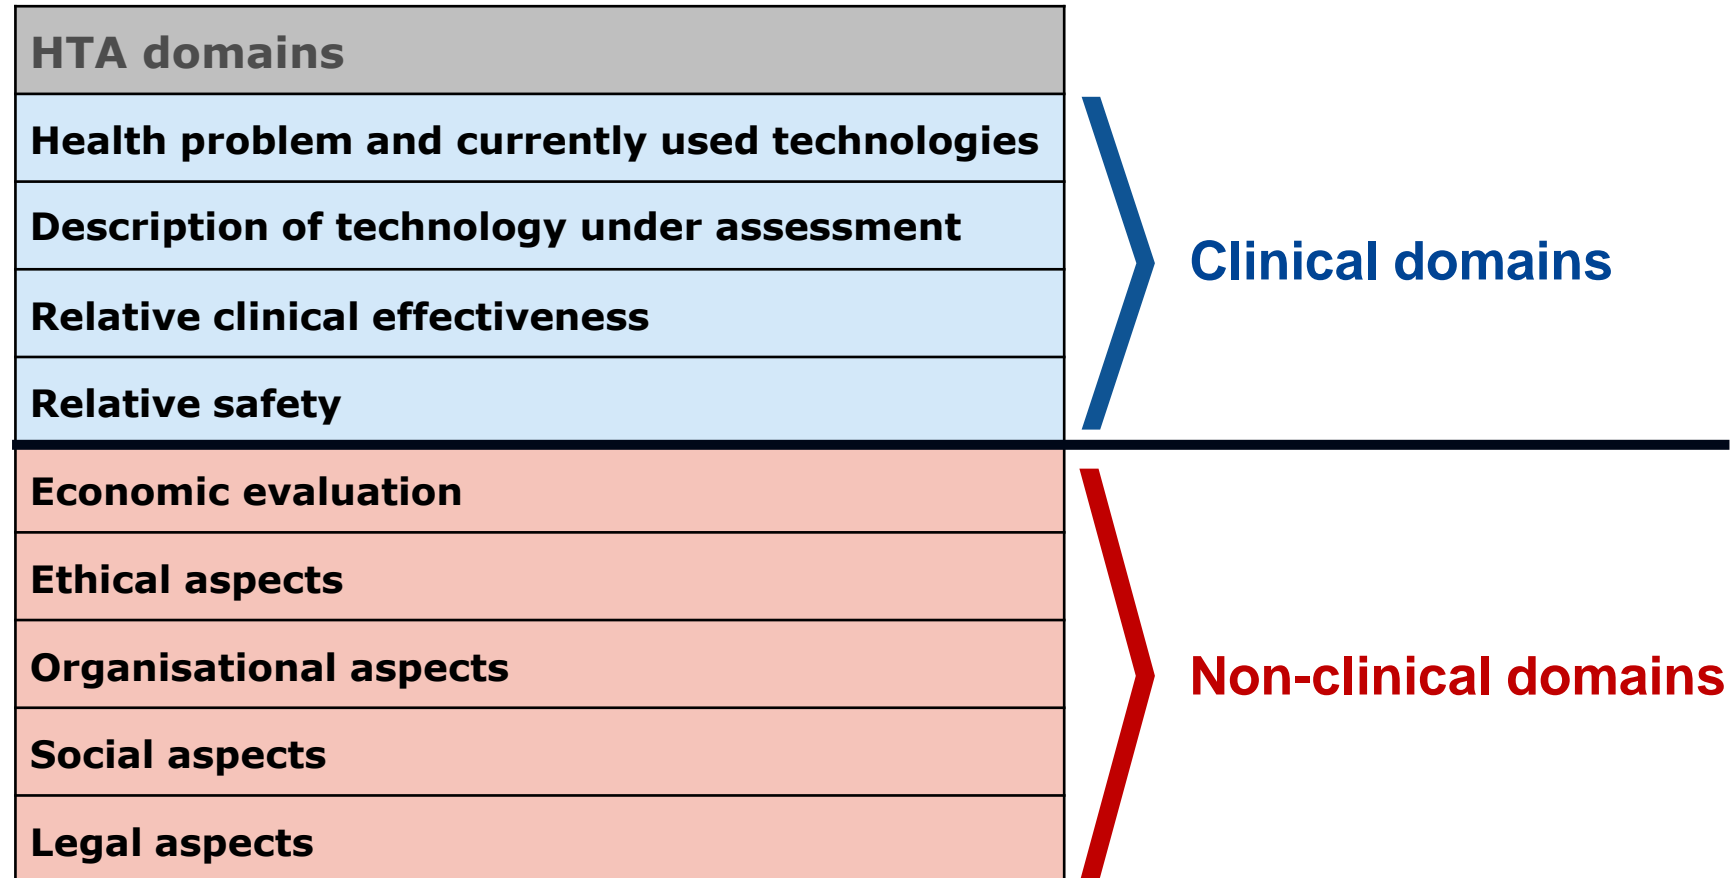 HTA domains
Health problem and currently used technologies
Description of technology under assessment
Relative clinical effectiveness
Relative safety
Clinical domains
Economic evaluation
Ethical aspects
Organisational aspects
Social aspects
Legal aspects
Non-clinical domains